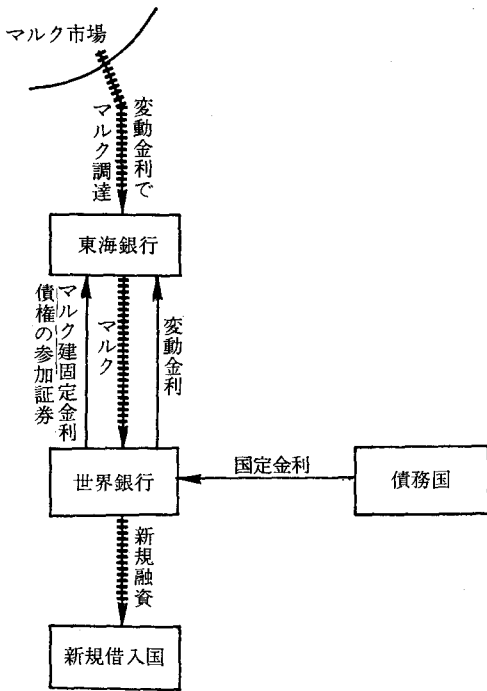 マルク市場
変動金利で
マルク調達
東海銀行
マルク建固定金利
債権の参加証券
マルク
変動金利
世界銀行
国定金利
債務国
新規融資
新規借入国